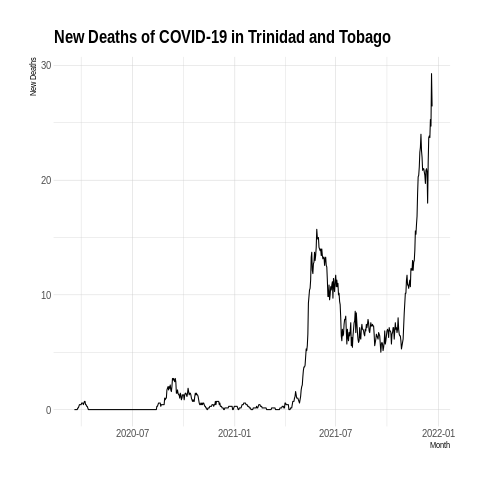 New Deaths of COVID-19 in Trinidad and Tobago
New Deaths
30
20
10
0
2020-07
2021-01
2021-07
2022-01
Month